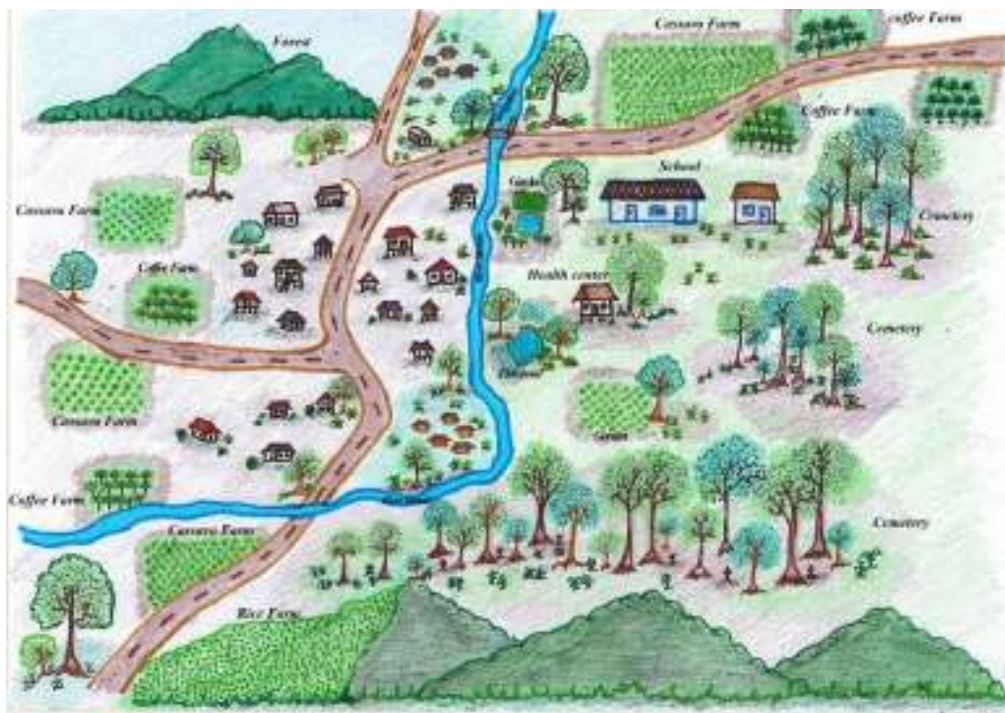 Cassava Farm
coffee Farm
Forest
Coffee Farm
School
Cassava Farm
Cemetery
Coffe Farm
Health center
Cemetery
Cassava Farm
Coffee Farm
Cassava Farm
Cemetery
Rice Farm